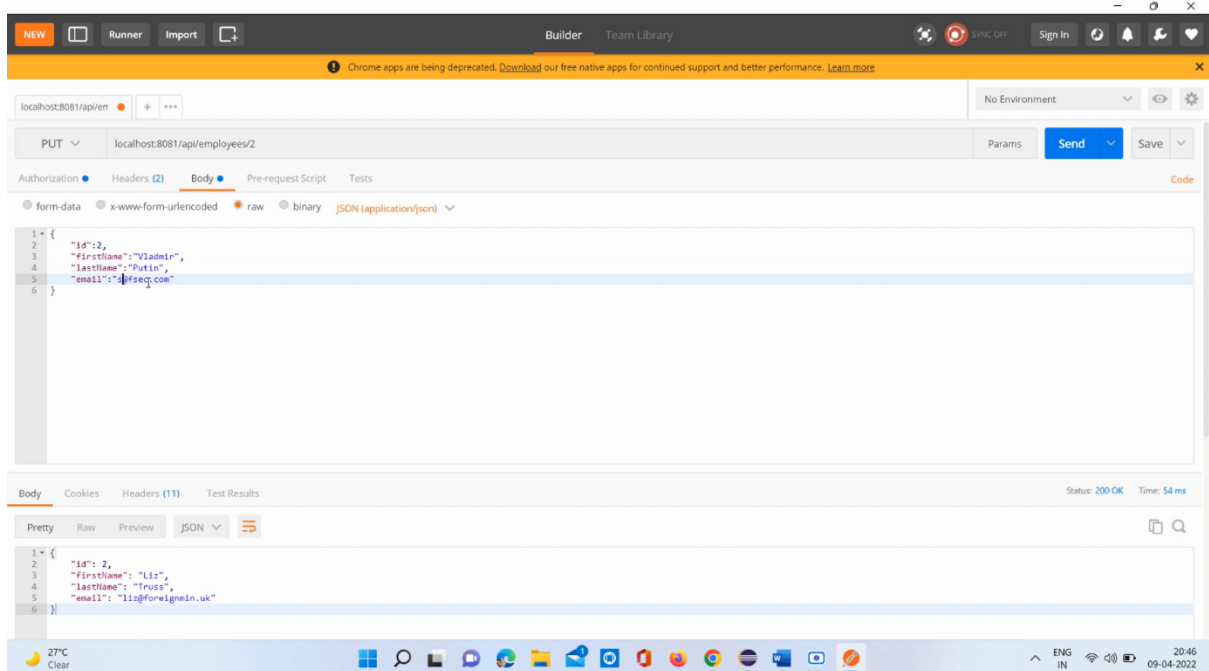 NEW Runner Import Builder Team Library SYNC OFF Sign In
Chrome apps are being deprecated. Download our free native apps for continued support and better performance. Learn more
localhost:8081/api/em + ••• No Environment
PUT localhost:8081/api/employees/2 Params Send Save
Authorization Headers (2) Body Pre-request Script Tests Code
form-data x-www-form-urlencoded raw binary JSON (application/json)
1 {
2 "id":2,
3 "firstName":"Vladmir",
4 "lastName":"Putin",
5 "email":"s@fsec.com"
6 }
Body Cookies Headers (11) Test Results Status: 200 OK Time: 54 ms
Pretty Raw Preview JSON
1 {
2 "id": 2,
3 "firstName": "Liz",
4 "lastName": "Truss",
5 "email": "liz@foreignmin.uk"
6 }
27°C ENG 20:46
Clear IN 09-04-2022